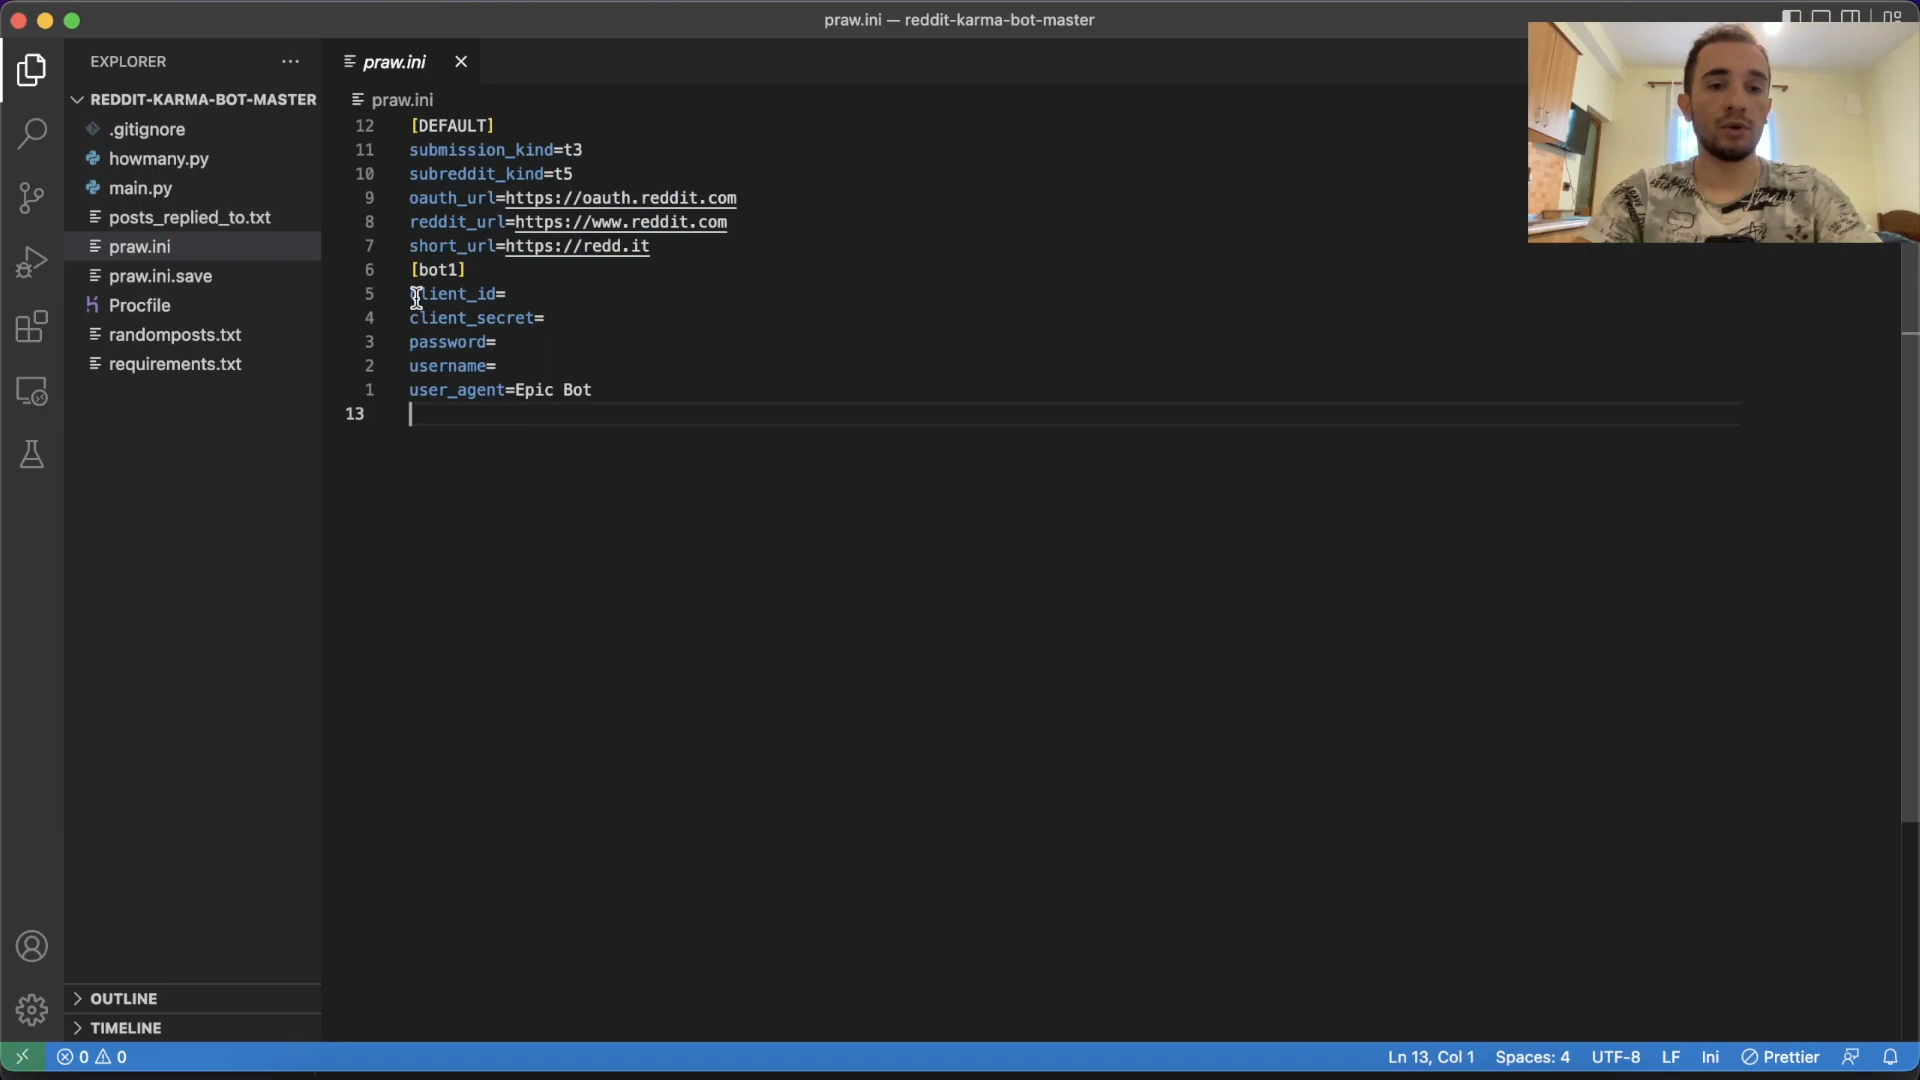 praw.ini — reddit-karma-bot-master
EXPLORER
praw.ini
REDDIT-KARMA-BOT-MASTER
.gitignore
howmany.py
main.py
posts_replied_to.txt
praw.ini
praw.ini.save
Procfile
randomposts.txt
requirements.txt
OUTLINE
TIMELINE
praw.ini
12 [DEFAULT]
11 submission_kind=t3
10 subreddit_kind=t5
9 oauth_url=https://oauth.reddit.com
8 reddit_url=https://www.reddit.com
7 short_url=https://redd.it
6 [bot1]
5 client_id=
4 client_secret=
3 password=
2 username=
1 user_agent=Epic Bot
13
0 0 Ln 13, Col 1 Spaces: 4 UTF-8 LF Ini Prettier